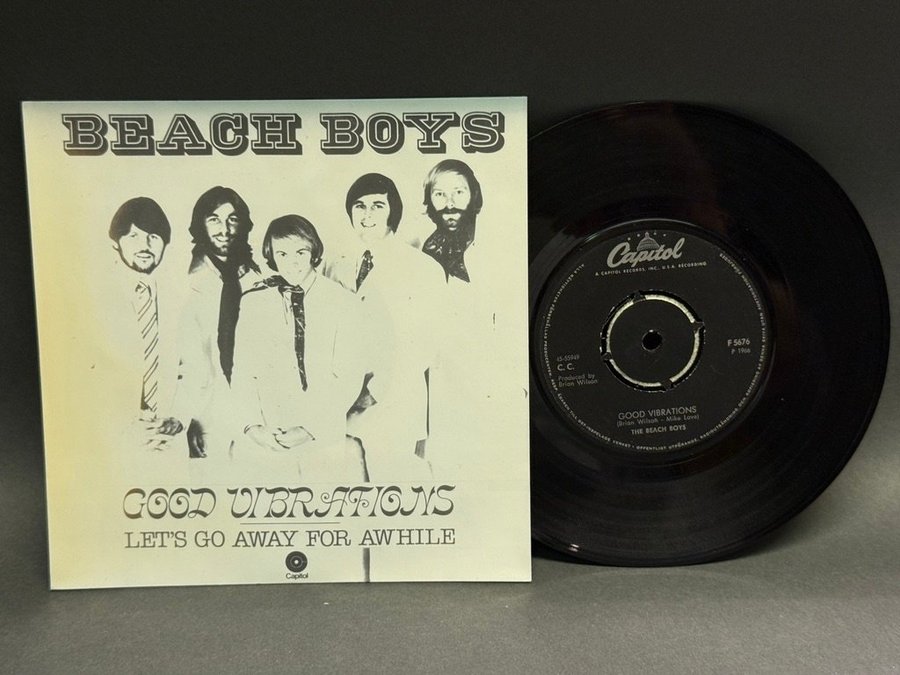 BEACH BOYS
GOOD VIBRATIONS
LET'S GO AWAY FOR AWHILE
Capitol
Capitol
A CAPITOL RECORDS, INC., U.S.A. RECORDING
45-55949
C. C.
Produced by
Brian Wilson
F 5676
P 1966
GOOD VIBRATIONS
(Brian Wilson - Mike Love)
THE BEACH BOYS